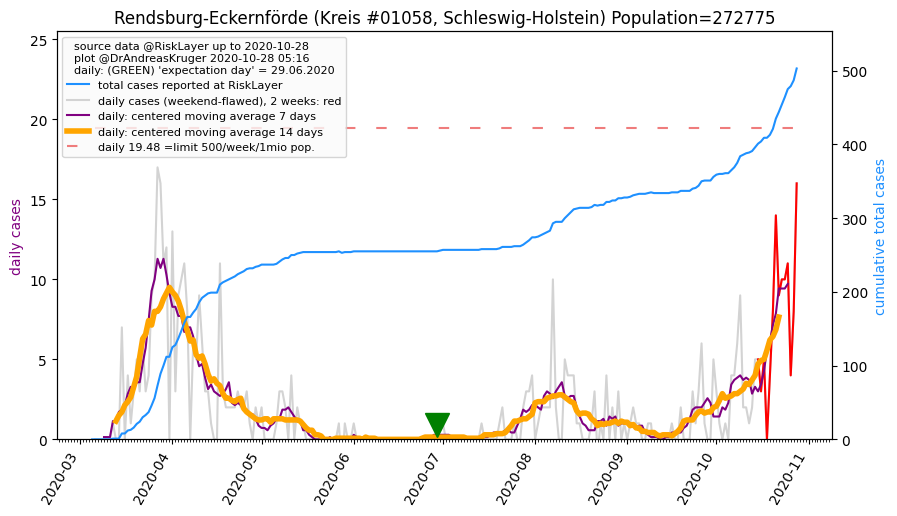 Rendsburg-Eckernförde (Kreis #01058, Schleswig-Holstein) Population=272775
source data @RiskLayer up to 2020-10-28
plot @DrAndreasKruger 2020-10-28 05:16
daily: (GREEN) 'expectation day' = 29.06.2020
total cases reported at RiskLayer
daily cases (weekend-flawed), 2 weeks: red
daily: centered moving average 7 days
daily: centered moving average 14 days
daily 19.48 =limit 500/week/1mio pop.
daily cases
25
20
15
10
5
0
cumulative total cases
500
400
300
200
100
0
2020-03
2020-04
2020-05
2020-06
2020-07
2020-08
2020-09
2020-10
2020-11